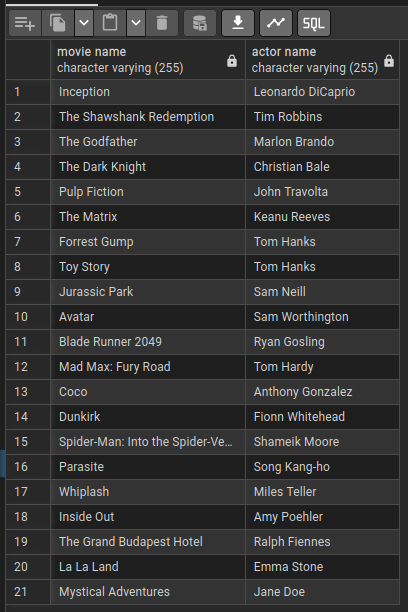 SQL
movie name actor name
character varying (255) character varying (255)
1 Inception Leonardo DiCaprio
2 The Shawshank Redemption Tim Robbins
3 The Godfather Marlon Brando
4 The Dark Knight Christian Bale
5 Pulp Fiction John Travolta
6 The Matrix Keanu Reeves
7 Forrest Gump Tom Hanks
8 Toy Story Tom Hanks
9 Jurassic Park Sam Neill
10 Avatar Sam Worthington
11 Blade Runner 2049 Ryan Gosling
12 Mad Max: Fury Road Tom Hardy
13 Coco Anthony Gonzalez
14 Dunkirk Fionn Whitehead
15 Spider-Man: Into the Spider-Ve... Shameik Moore
16 Parasite Song Kang-ho
17 Whiplash Miles Teller
18 Inside Out Amy Poehler
19 The Grand Budapest Hotel Ralph Fiennes
20 La La Land Emma Stone
21 Mystical Adventures Jane Doe